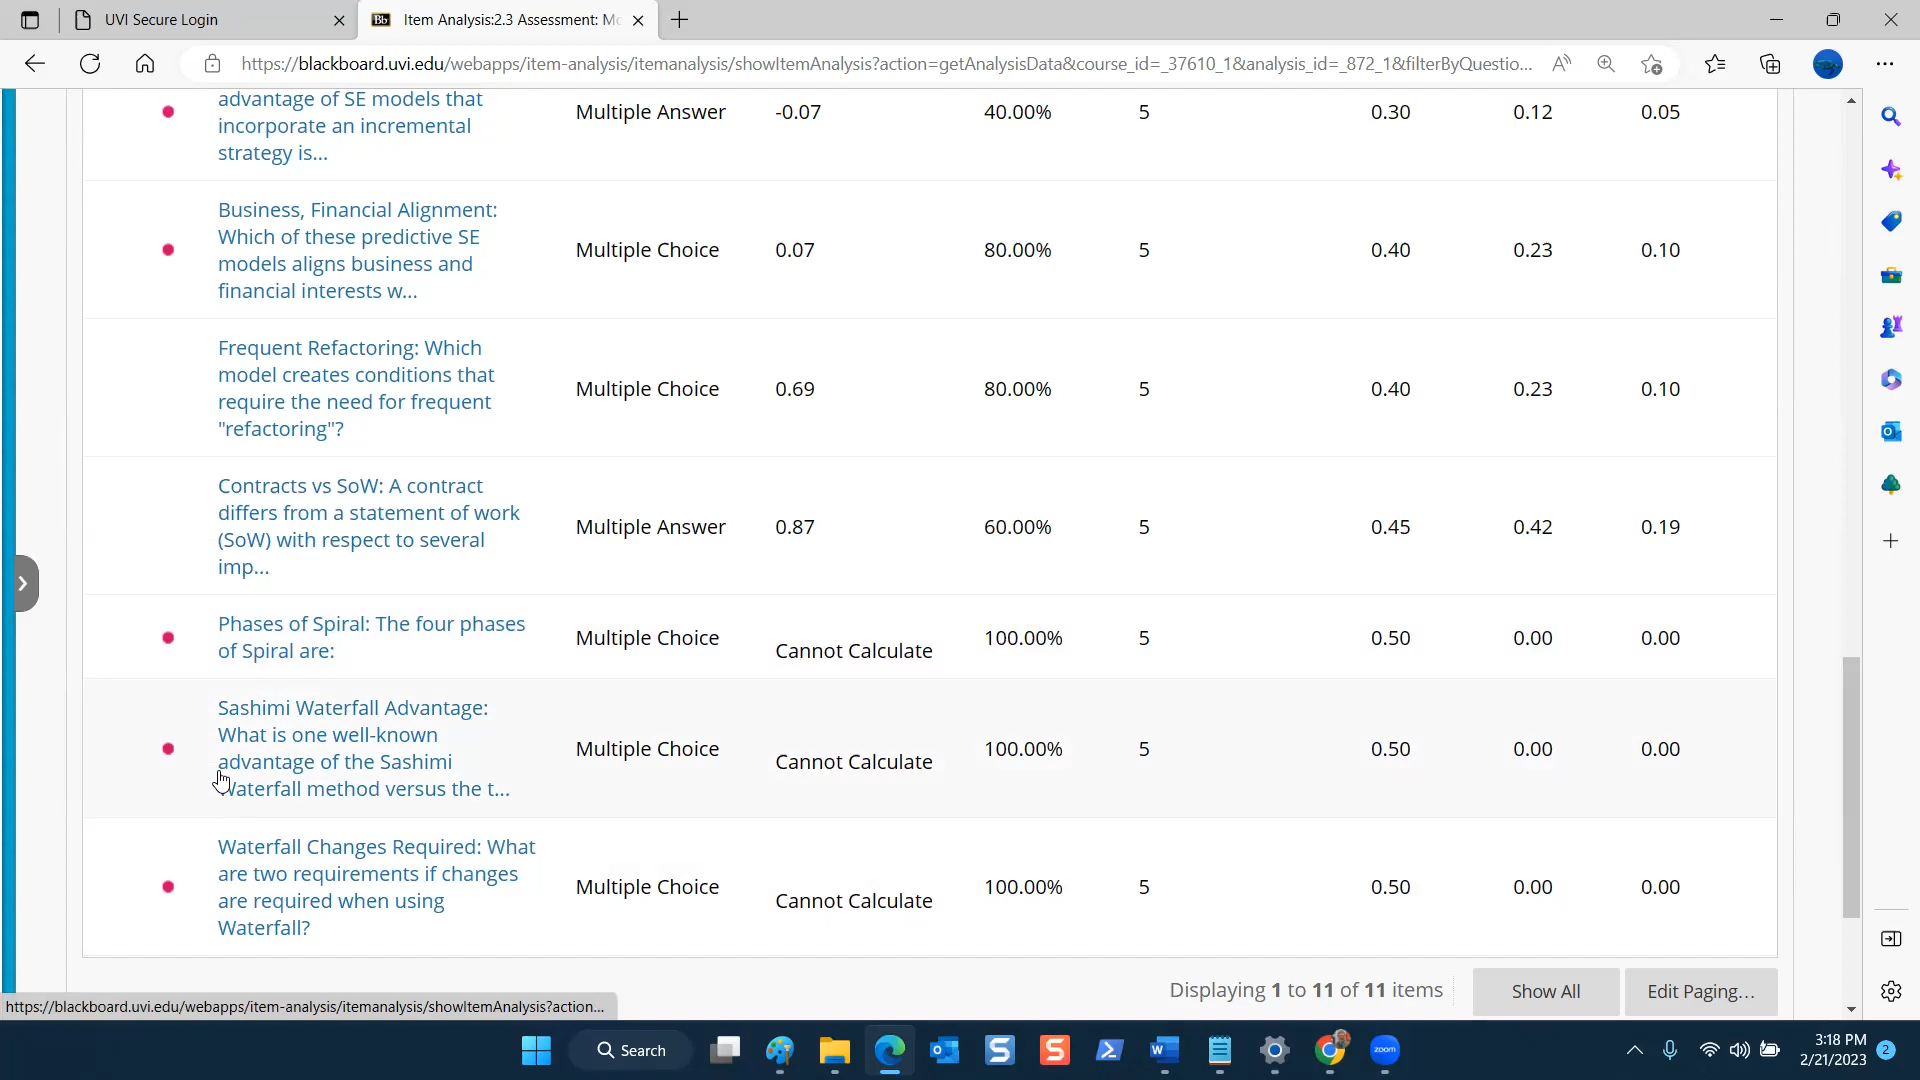 UVI Secure Login
Bb Item Analysis:2.3 Assessment: Mo
https://blackboard.uvi.edu/webapps/item-analysis/itemanalysis/showItemAnalysis?action=getAnalysisData&course_id=_37610_1&analysis_id=_872_1&filterByQuestio...
advantage of SE models that
incorporate an incremental
strategy is...
Multiple Answer -0.07 40.00% 5 0.30 0.12 0.05
Business, Financial Alignment:
Which of these predictive SE
models aligns business and
financial interests w...
Multiple Choice 0.07 80.00% 5 0.40 0.23 0.10
Frequent Refactoring: Which
model creates conditions that
require the need for frequent
"refactoring"?
Multiple Choice 0.69 80.00% 5 0.40 0.23 0.10
Contracts vs SoW: A contract
differs from a statement of work
(SoW) with respect to several
imp...
Multiple Answer 0.87 60.00% 5 0.45 0.42 0.19
Phases of Spiral: The four phases
of Spiral are:
Multiple Choice Cannot Calculate 100.00% 5 0.50 0.00 0.00
Sashimi Waterfall Advantage:
What is one well-known
advantage of the Sashimi
Waterfall method versus the t...
Multiple Choice Cannot Calculate 100.00% 5 0.50 0.00 0.00
Waterfall Changes Required: What
are two requirements if changes
are required when using
Waterfall?
Multiple Choice Cannot Calculate 100.00% 5 0.50 0.00 0.00
Displaying 1 to 11 of 11 items
Show All
Edit Paging...
https://blackboard.uvi.edu/webapps/item-analysis/itemanalysis/showItemAnalysis?action...
Search
zoom
3:18 PM
2/21/2023
2